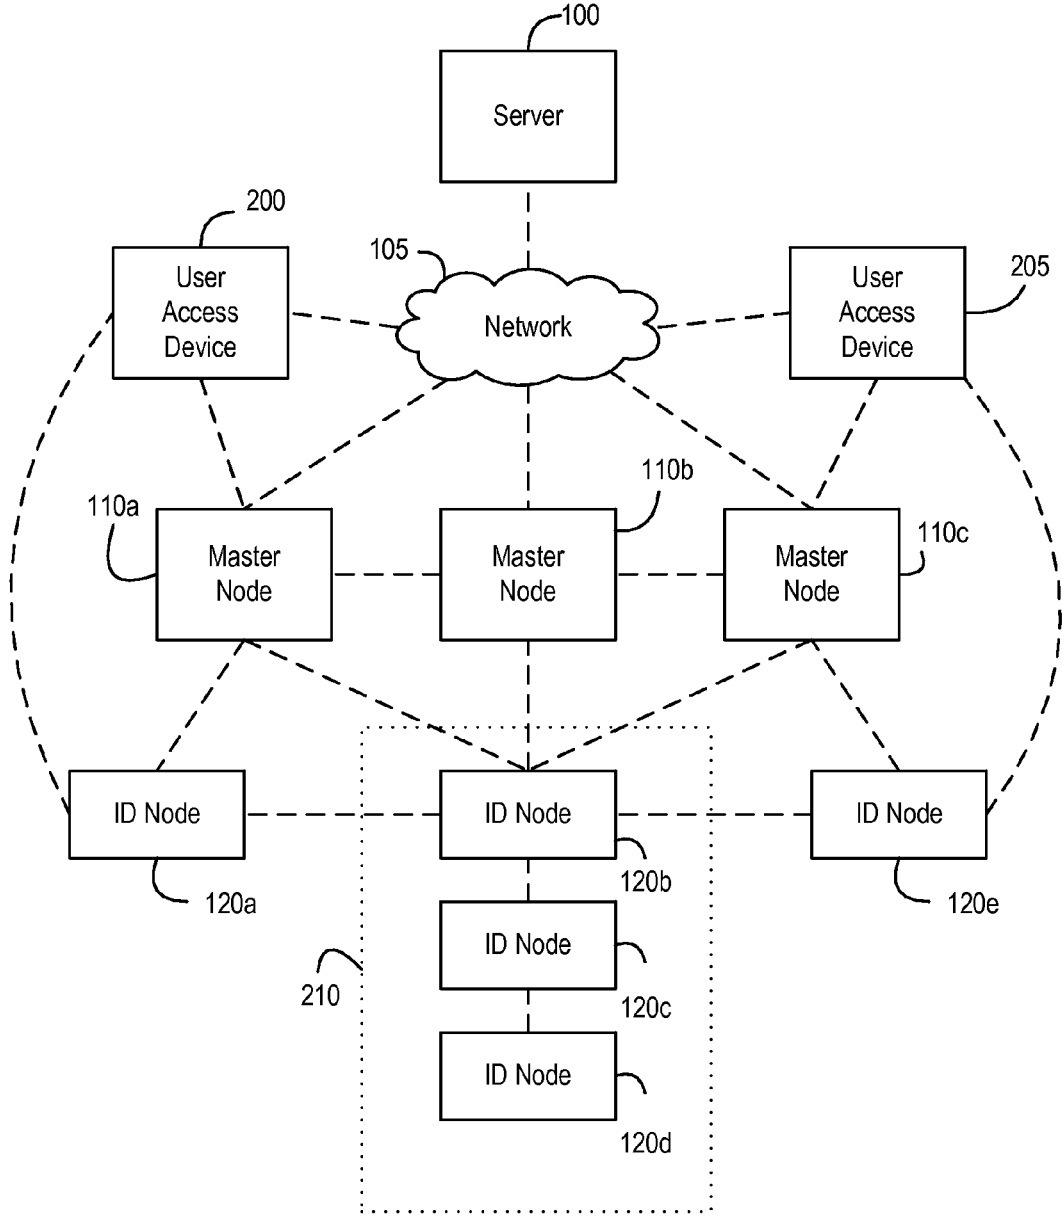 100
Server
200
User
Access
Device
105
Network
User
Access
Device
205
110a
Master
Node
110b
Master
Node
110c
Master
Node
ID Node
120a
ID Node
120b
ID Node
120e
ID Node
120c
210
ID Node
120d